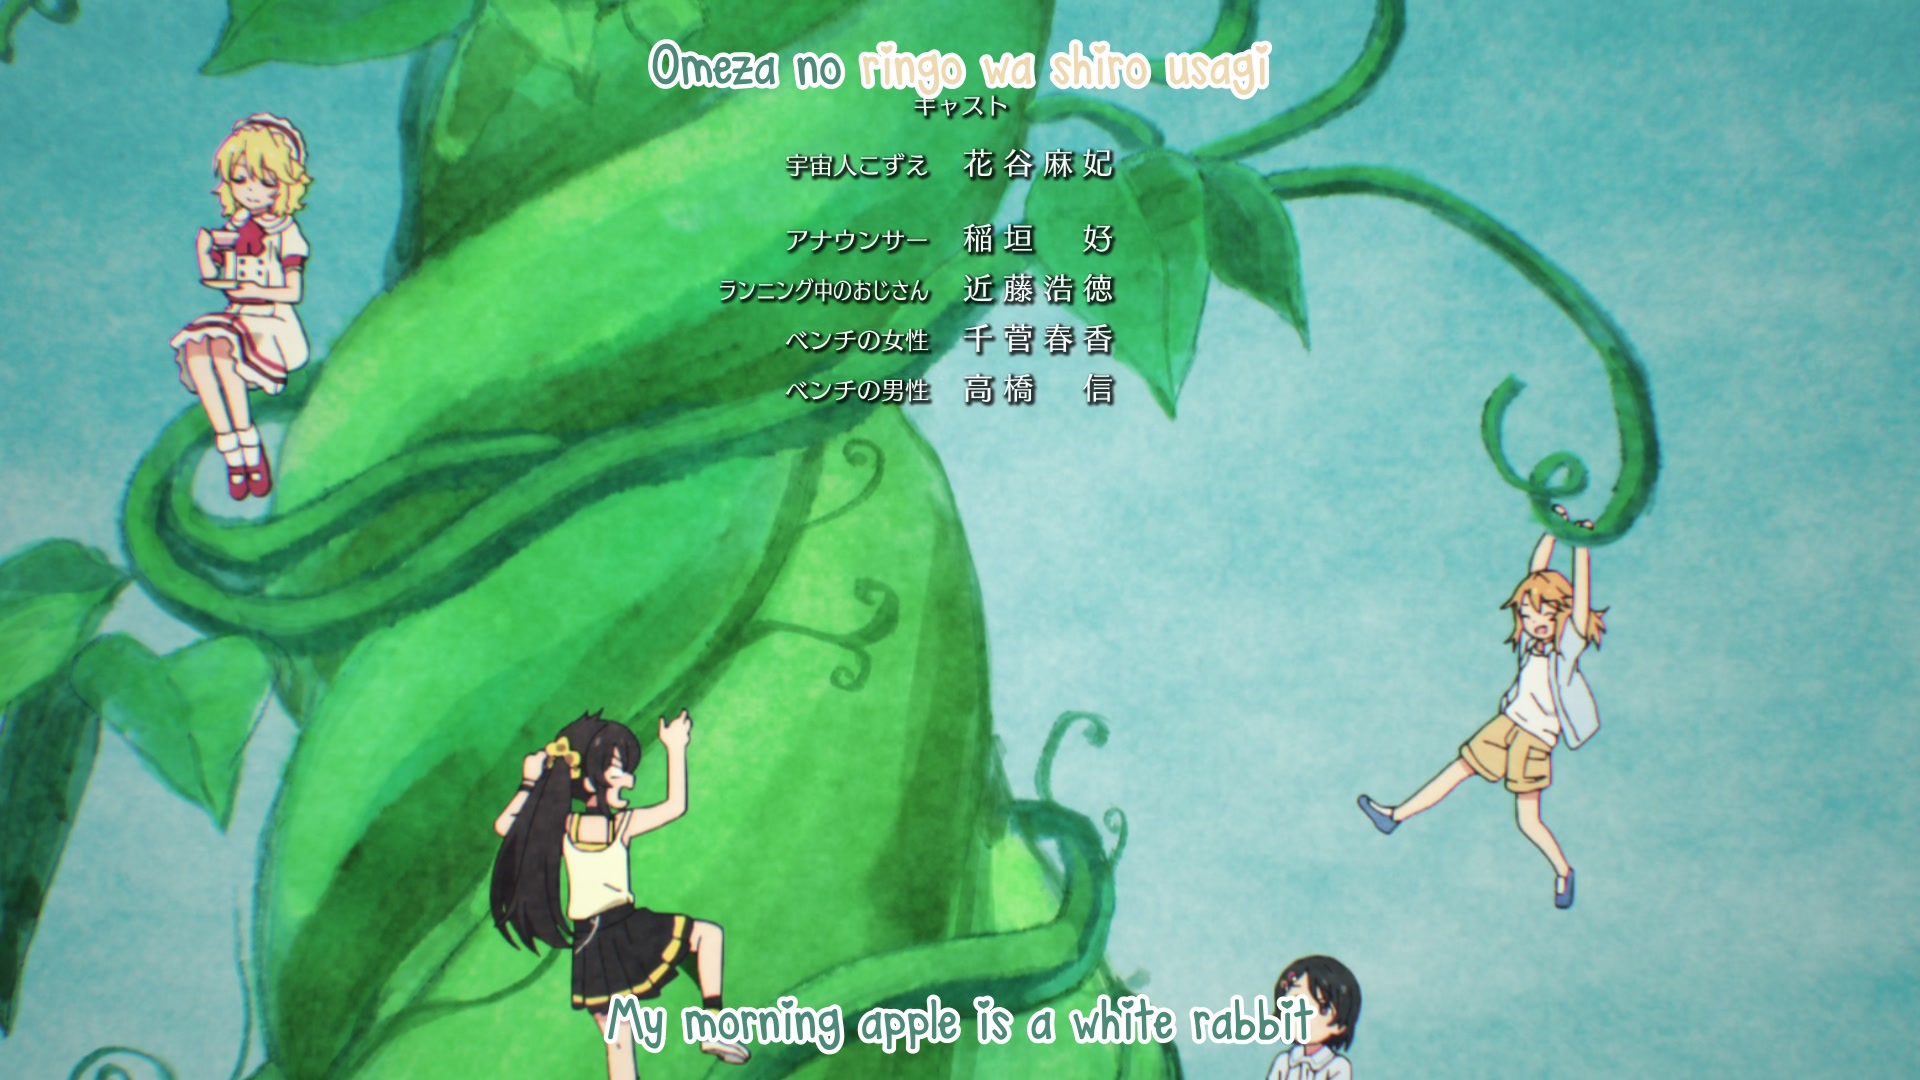 Omeza no ringo wa shiro usagi
キャスト
宇宙人こずえ 花谷麻妃
アナウンサー 稲垣 好
ランニング中のおじさん 近藤浩徳
ベンチの女性 千菅春香
ベンチの男性 高橋 信
My morning apple is a white rabbit